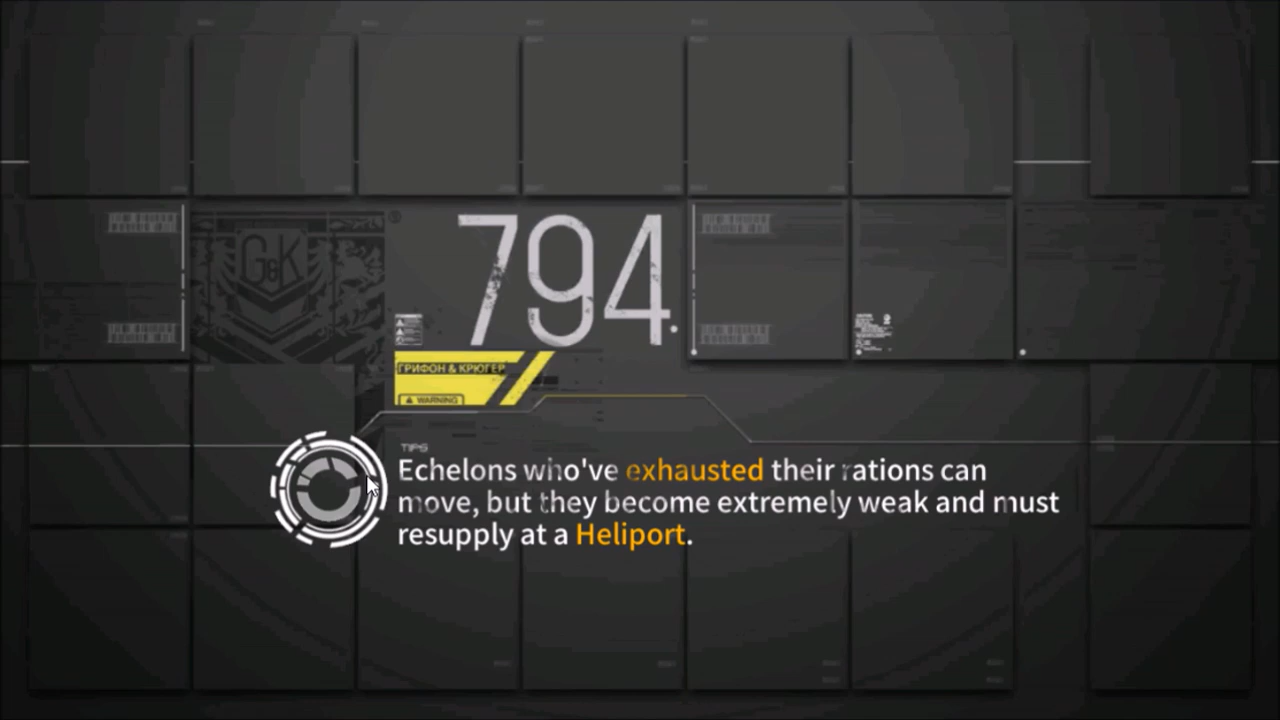 G&K
794.
ГРИФОН & КРЮГЕР
WARNING
TIPS
Echelons who've exhausted their rations can
move, but they become extremely weak and must
resupply at a Heliport.